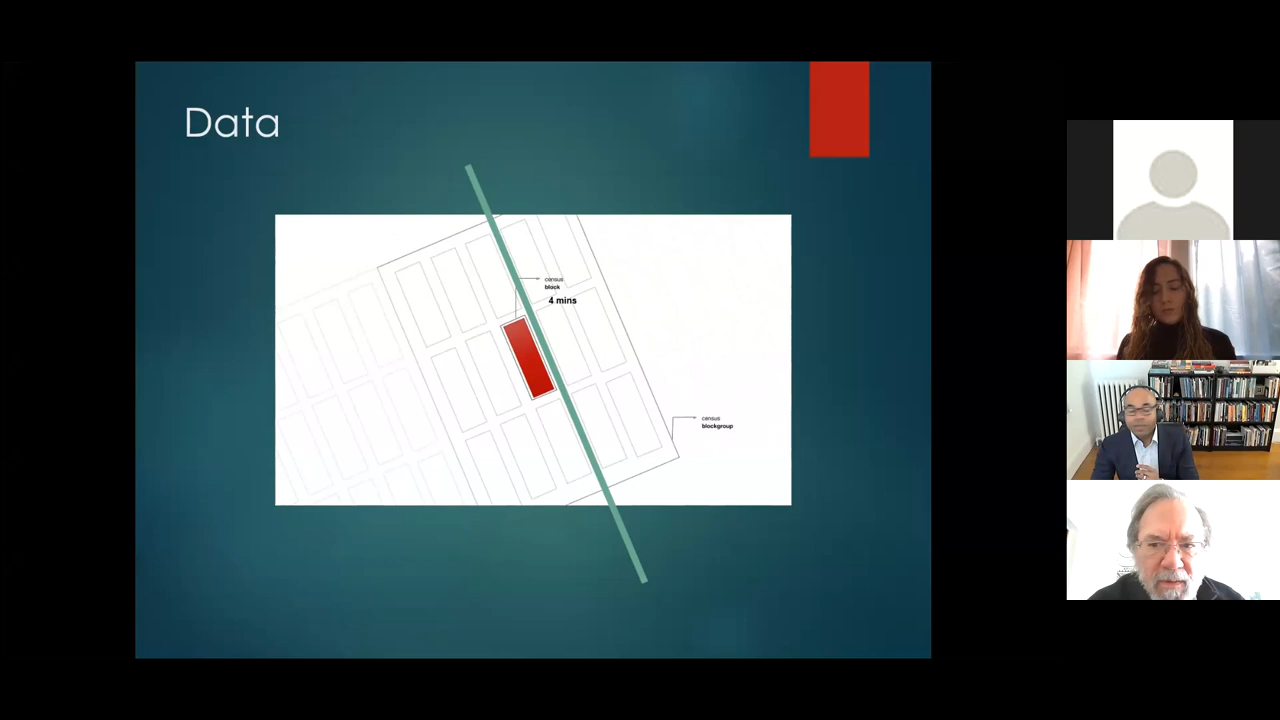 Data
census
block
4 mins
census
blockgroup